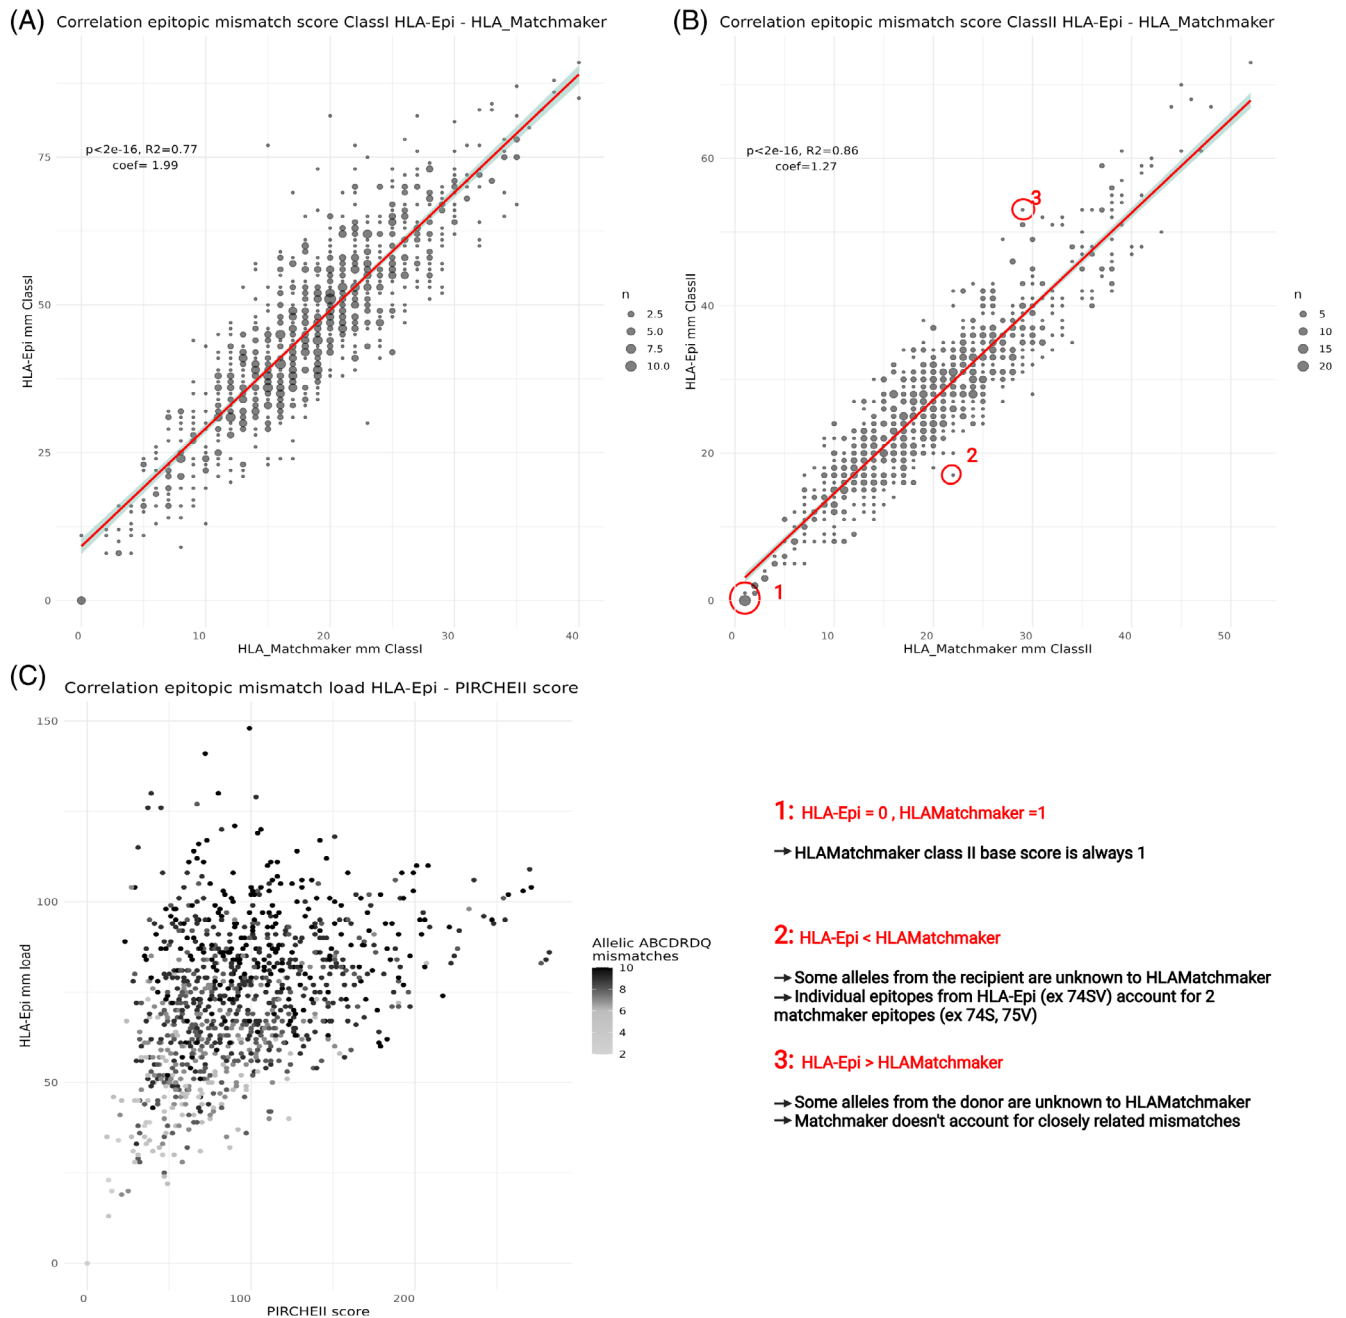 (A)
Correlation epitopic mismatch score ClassI HLA-Epi - HLA_Matchmaker
p<2e-16, R2=0.77
coef= 1.99
HLA-Epi mm ClassI
75
50
25
0
0
10
20
30
40
HLA_Matchmaker mm ClassI
n
2.5
5.0
7.5
10.0
(B)
Correlation epitopic mismatch score ClassII HLA-Epi - HLA_Matchmaker
p<2e-16, R2=0.86
coef=1.27
HLA-Epi mm ClassII
60
40
20
0
3
2
1
0
10
20
30
40
50
HLA_Matchmaker mm ClassII
n
5
10
15
20
(C)
Correlation epitopic mismatch load HLA-Epi - PIRCHEII score
HLA-Epi mm load
150
100
50
0
0
100
200
PIRCHEII score
Allelic ABCDRDQ
mismatches
10
8
6
4
2
1: HLA-Epi = 0 , HLAMatchmaker =1
→ HLAMatchmaker class II base score is always 1
2: HLA-Epi < HLAMatchmaker
→ Some alleles from the recipient are unknown to HLAMatchmaker
→ Individual epitopes from HLA-Epi (ex 74SV) account for 2
matchmaker epitopes (ex 74S, 75V)
3: HLA-Epi > HLAMatchmaker
→ Some alleles from the donor are unknown to HLAMatchmaker
→ Matchmaker doesn't account for closely related mismatches